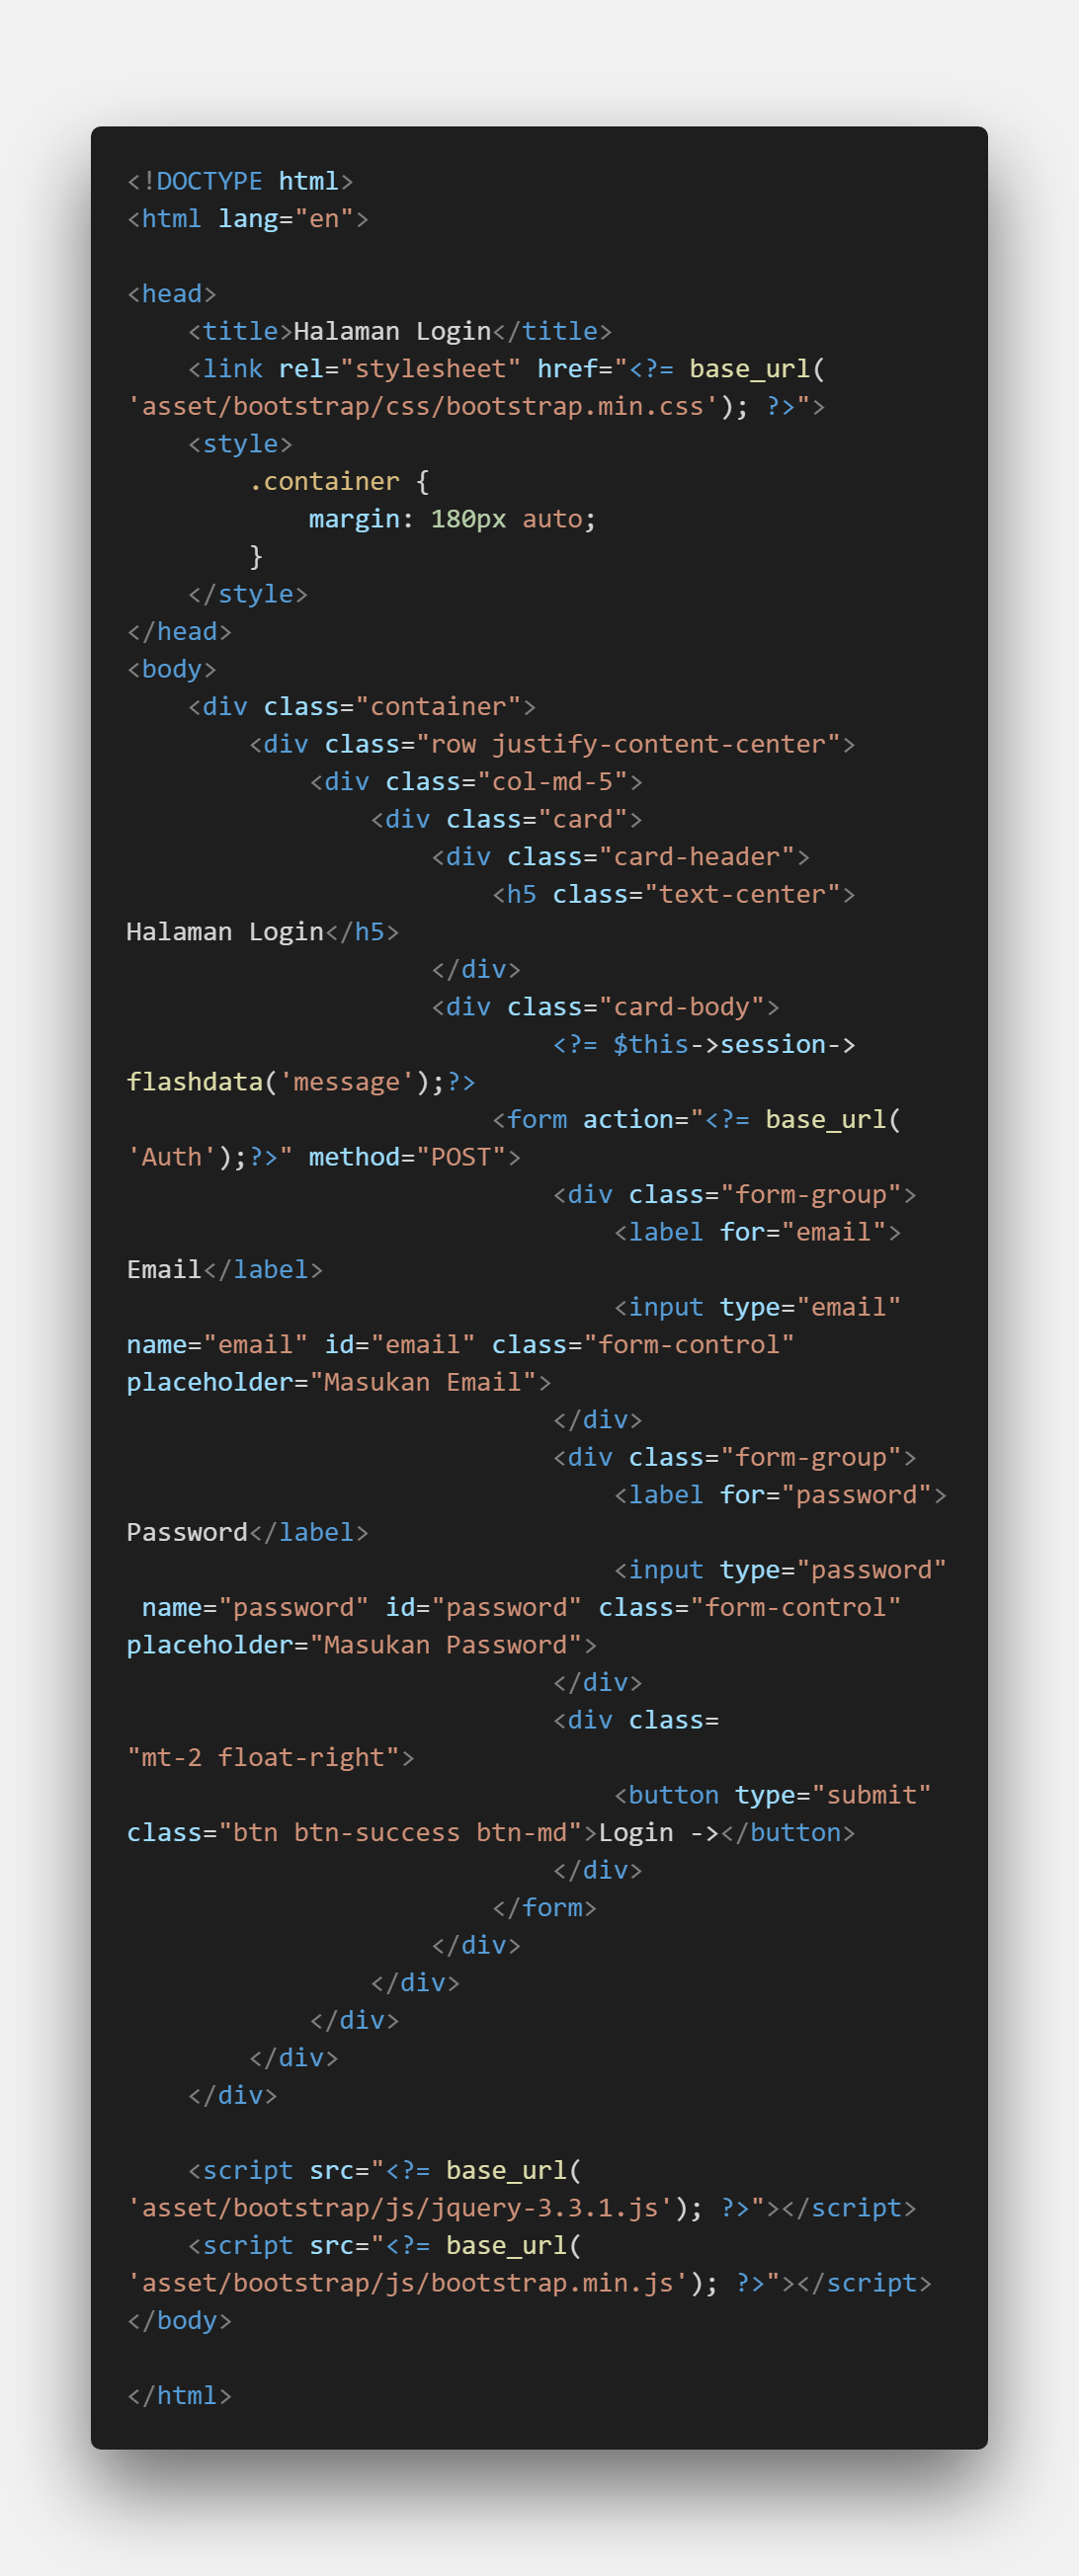 <!DOCTYPE html>
<html lang="en">

<head>
    <title>Halaman Login</title>
    <link rel="stylesheet" href="<?= base_url(
'asset/bootstrap/css/bootstrap.min.css'); ?>">
    <style>
        .container {
            margin: 180px auto;
        }
    </style>
</head>
<body>
    <div class="container">
        <div class="row justify-content-center">
            <div class="col-md-5">
                <div class="card">
                    <div class="card-header">
                        <h5 class="text-center">
Halaman Login</h5>
                    </div>
                    <div class="card-body">
                            <?= $this->session->
flashdata('message');?>
                        <form action="<?= base_url(
'Auth');?>" method="POST">
                            <div class="form-group">
                                <label for="email">
Email</label>
                                <input type="email"
name="email" id="email" class="form-control"
placeholder="Masukan Email">
                            </div>
                            <div class="form-group">
                                <label for="password">
Password</label>
                                <input type="password"
 name="password" id="password" class="form-control"
placeholder="Masukan Password">
                            </div>
                            <div class=
"mt-2 float-right">
                                <button type="submit"
class="btn btn-success btn-md">Login -></button>
                            </div>
                        </form>
                    </div>
                </div>
            </div>
        </div>
    </div>

    <script src="<?= base_url(
'asset/bootstrap/js/jquery-3.3.1.js'); ?>"></script>
    <script src="<?= base_url(
'asset/bootstrap/js/bootstrap.min.js'); ?>"></script>
</body>

</html>